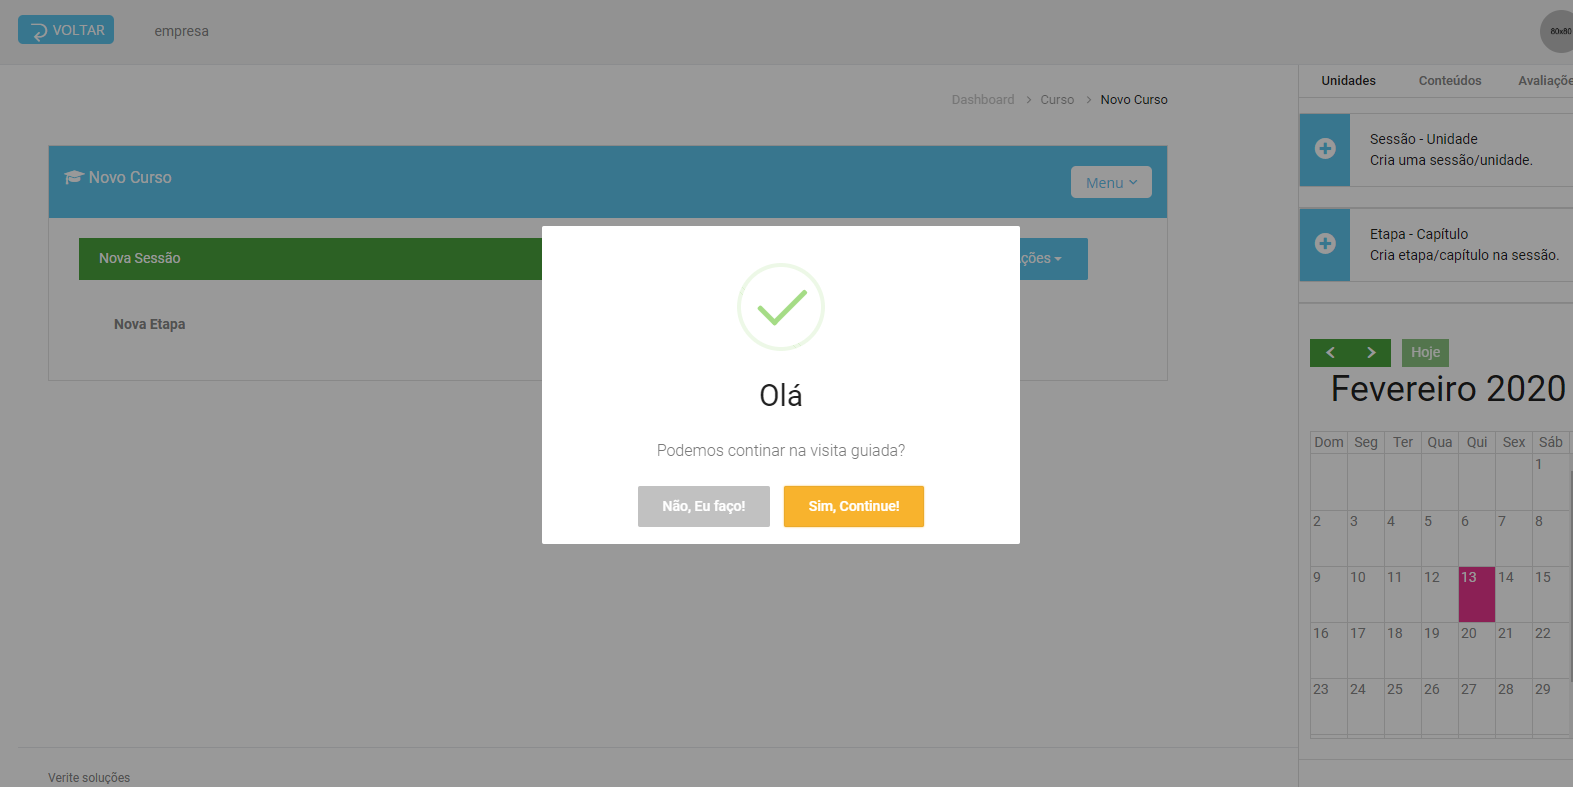 VOLTAR
empresa
80x80
Dashboard > Curso > Novo Curso
Novo Curso
Menu
Nova Sessão
ções
Nova Etapa
Olá
Podemos continar na visita guiada?
Não, Eu faço!
Sim, Continue!
Unidades Conteúdos Avaliaçõe
Sessão - Unidade
Cria uma sessão/unidade.
Etapa - Capítulo
Cria etapa/capítulo na sessão.
Hoje
Fevereiro 2020
Dom Seg Ter Qua Qui Sex Sáb
1
2 3 4 5 6 7 8
9 10 11 12 13 14 15
16 17 18 19 20 21 22
23 24 25 26 27 28 29
Verite soluções